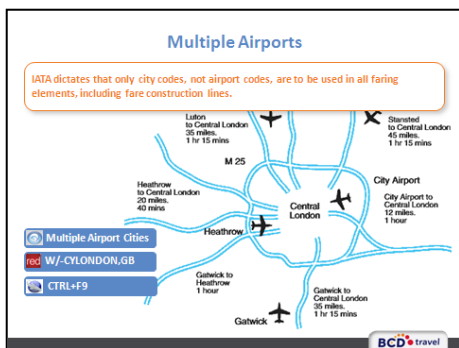 Multiple Airports
IATA dictates that only city codes, not airport codes, are to be used in all faring
elements, including fare construction lines.
Luton
to Central London
35 miles.
1 hr 15 mins
Stansted
to Central London
45 miles.
1 hr 15 mins
M 25
Heathrow
to Central London
20 miles.
40 mins
City Airport
City Airport to
Central London
12 miles.
1 hour
Central
London
Heathrow
Multiple Airport Cities
red
W/-CYLONDON,GB
CTRL+F9
Gatwick to
Heathrow
1 hour
Gatwick to
Central London
35 miles.
1 hr 15 mins
Gatwick
BCD travel